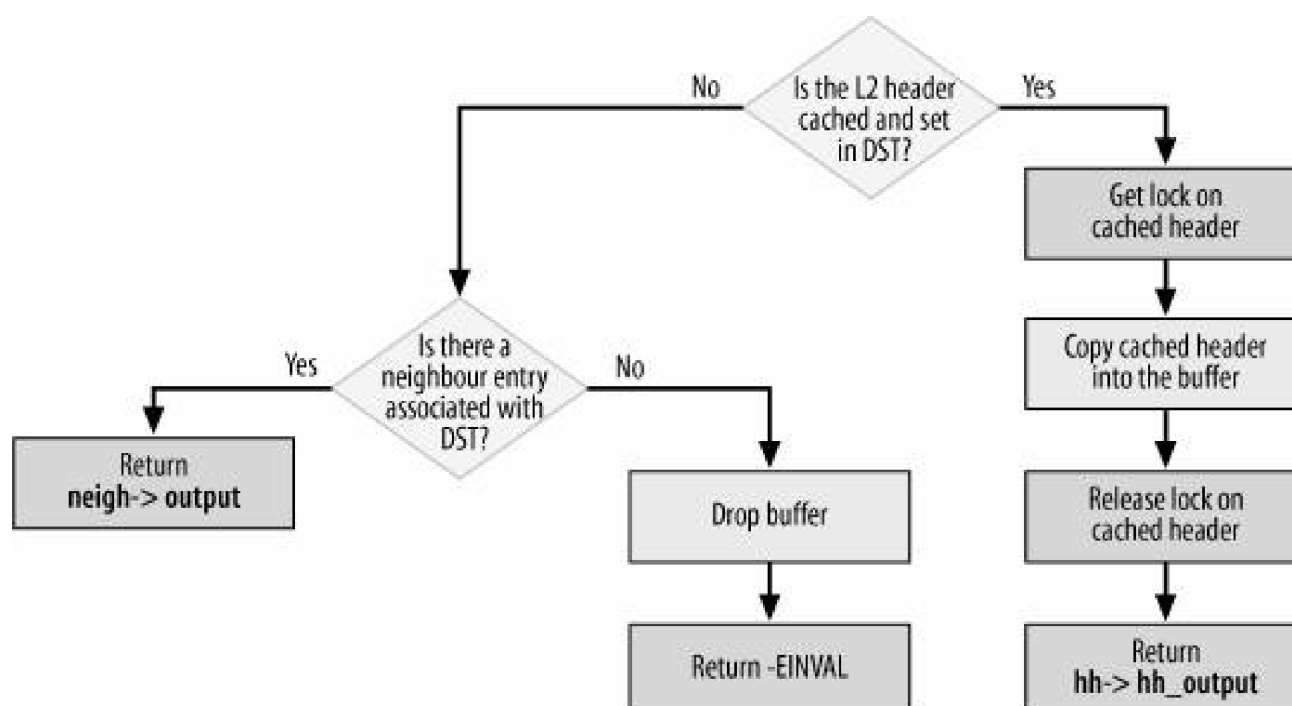 No
Is the L2 header
cached and set
in DST?
Yes
Get lock on
cached header
Copy cached header
into the buffer
Release lock on
cached header
Return
hh-> hh_output
Yes
Is there a
neighbour entry
associated with
DST?
No
Return
neigh-> output
Drop buffer
Return -EINVAL